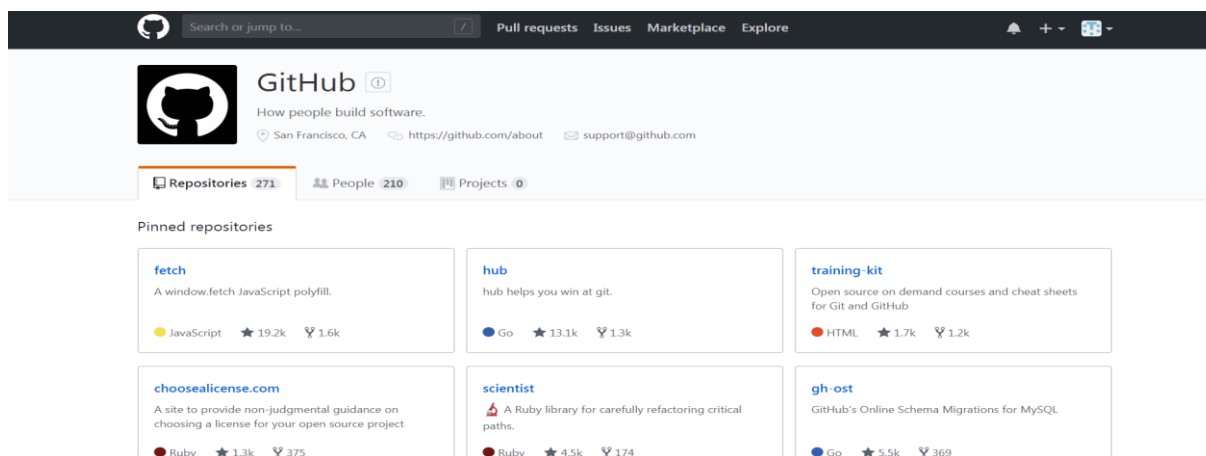 Search or jump to... / Pull requests Issues Marketplace Explore
GitHub
How people build software.
San Francisco, CA https://github.com/about support@github.com
Repositories 271 People 210 Projects 0
Pinned repositories
fetch
A window.fetch JavaScript polyfill.
JavaScript 19.2k 1.6k
hub
hub helps you win at git.
Go 13.1k 1.3k
training-kit
Open source on demand courses and cheat sheets
for Git and GitHub
HTML 1.7k 1.2k
choosealicense.com
A site to provide non-judgmental guidance on
choosing a license for your open source project
Ruby 1.3k 375
scientist
A Ruby library for carefully refactoring critical
paths.
Ruby 4.5k 174
gh-ost
GitHub's Online Schema Migrations for MySQL
Go 5.5k 369